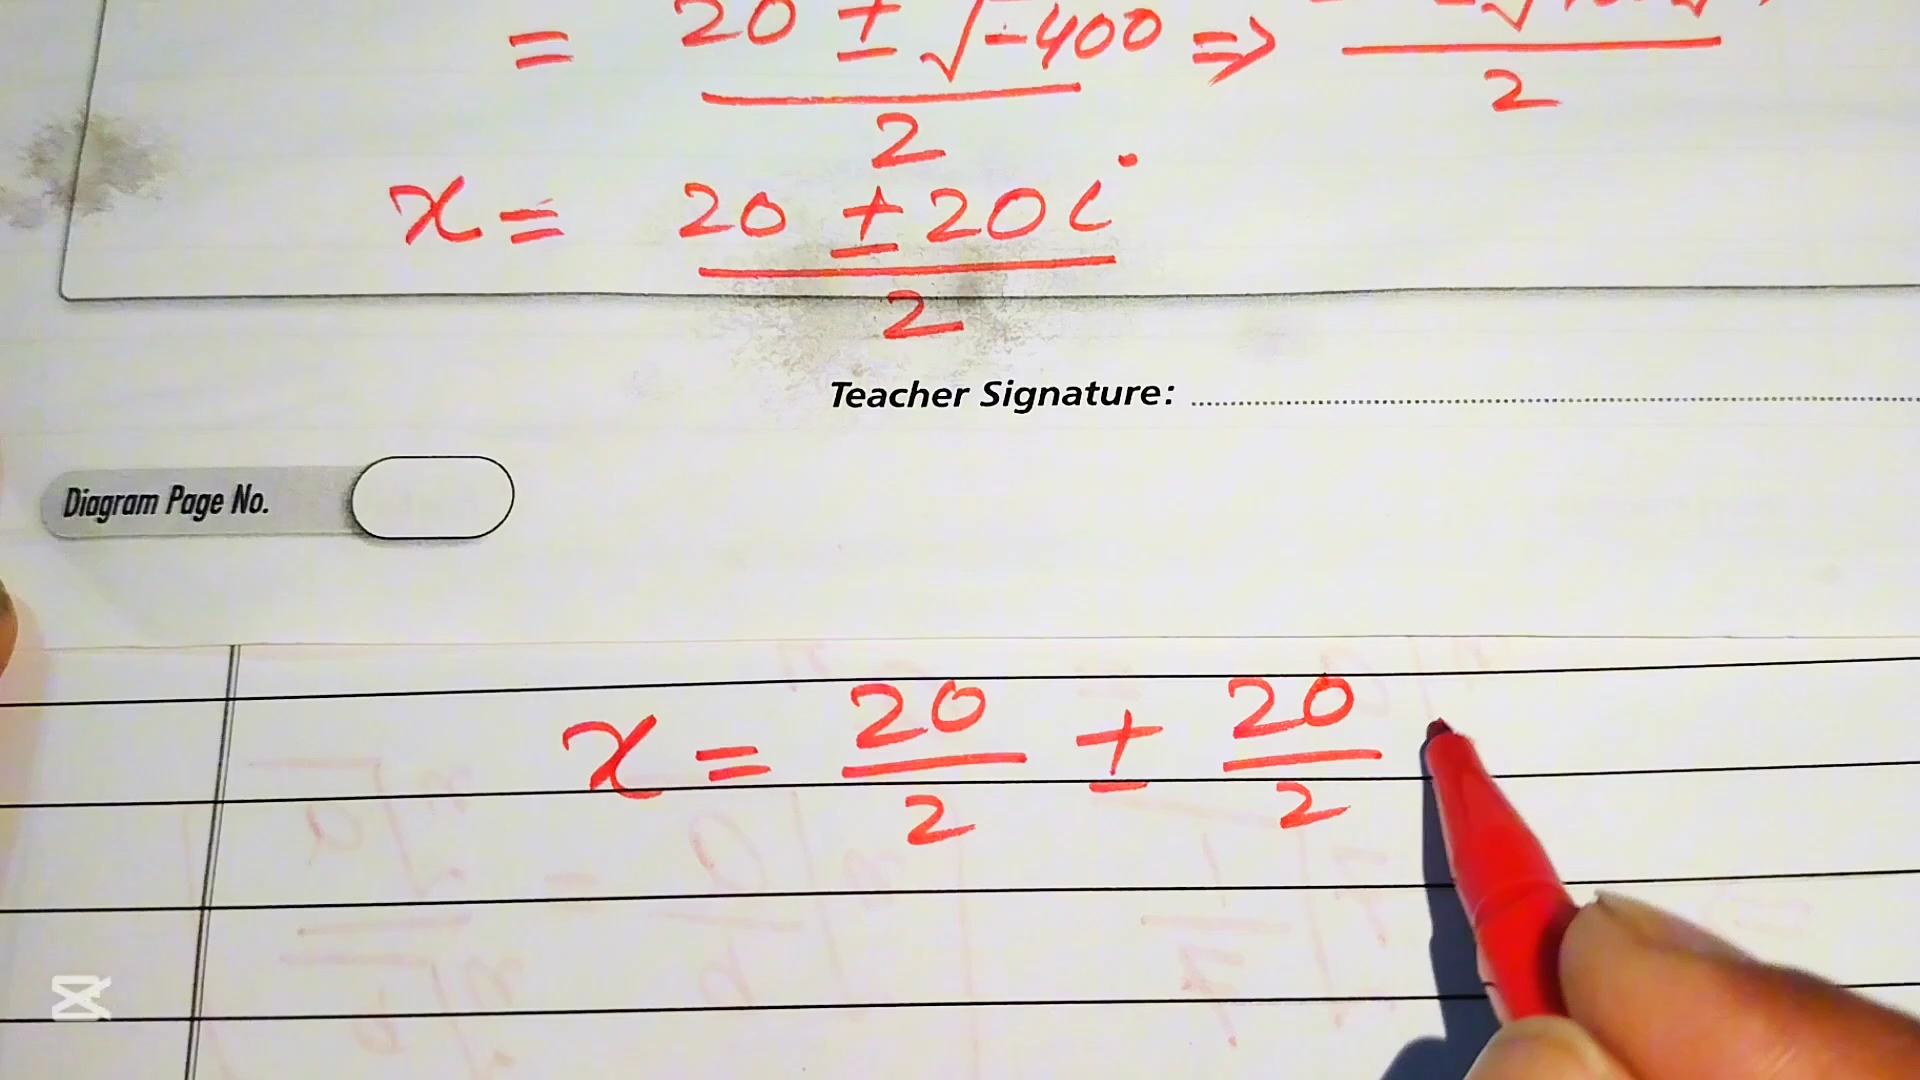 = 20 ± √-400 / 2 ⇒ / 2
x = 20 ± 20i / 2
Teacher Signature: ........................
Diagram Page No.
x = 20/2 ± 20/2